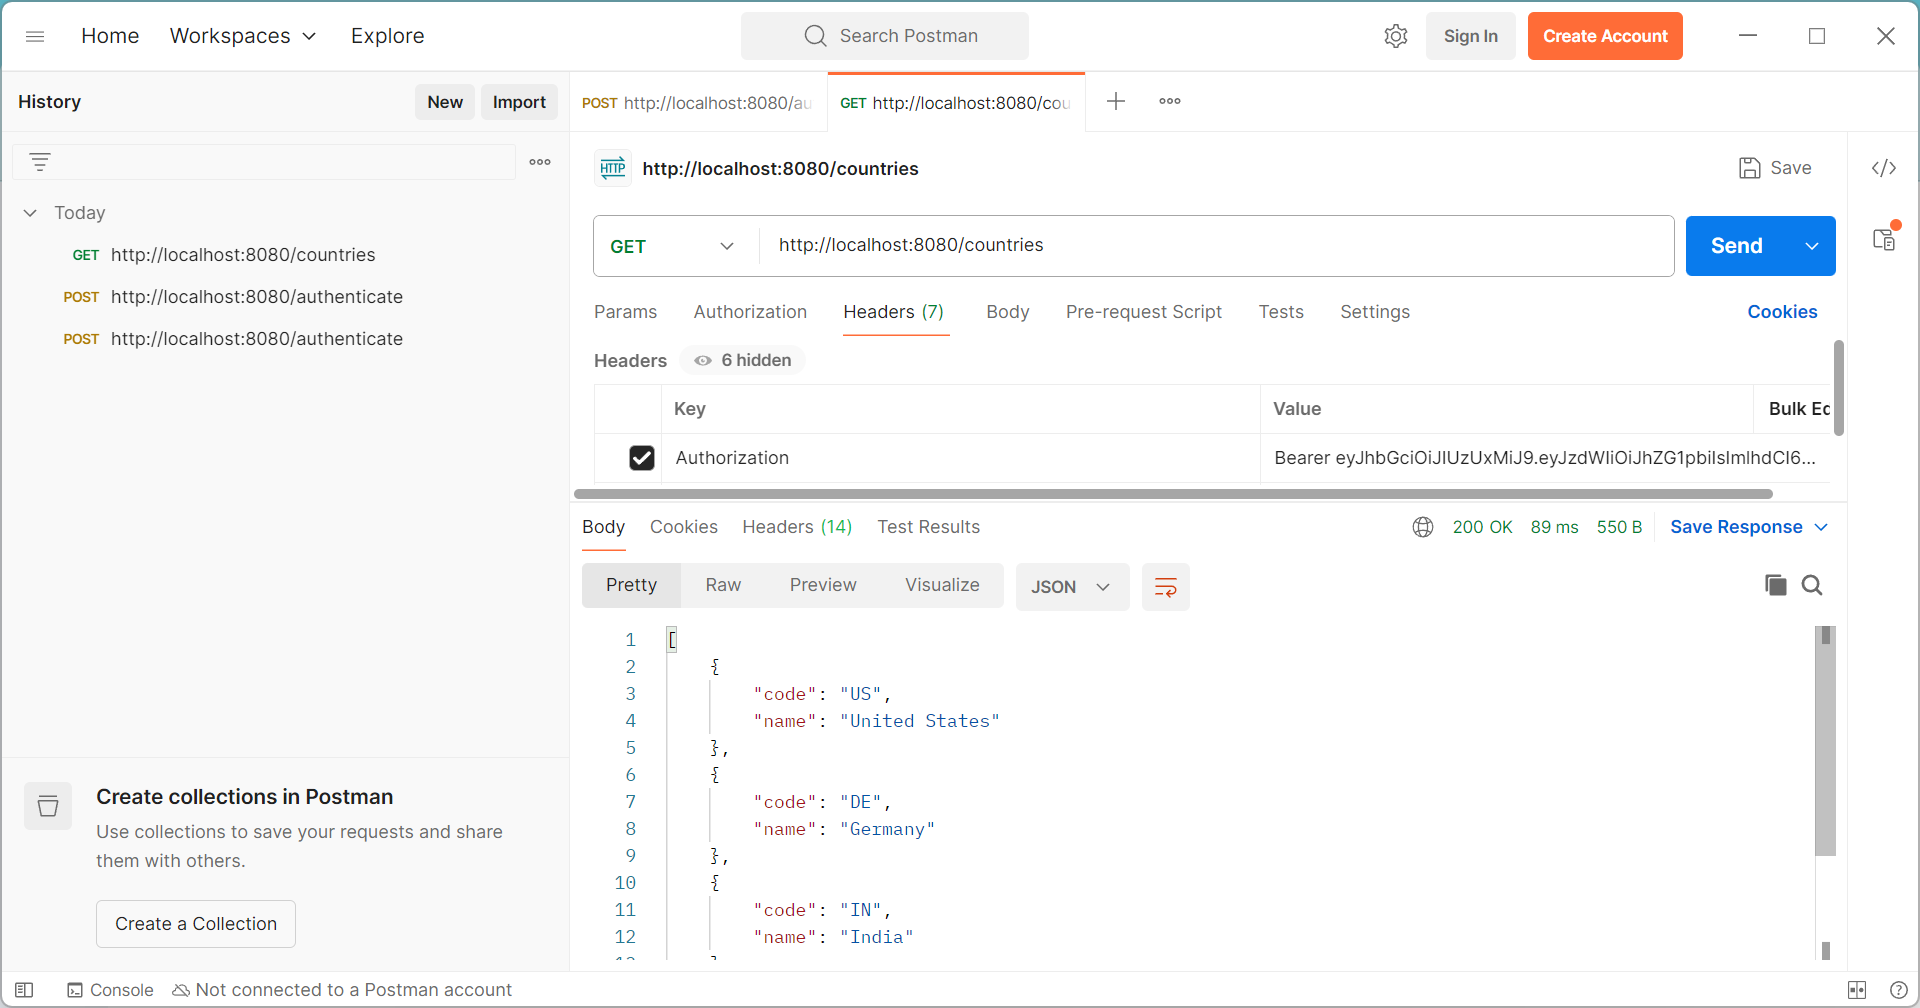 Home Workspaces Explore Search Postman Sign In Create Account
History New Import
POST http://localhost:8080/au GET http://localhost:8080/cou
HTTP http://localhost:8080/countries Save
Today
GET http://localhost:8080/countries
POST http://localhost:8080/authenticate
POST http://localhost:8080/authenticate
Create collections in Postman
Use collections to save your requests and share
them with others.
Create a Collection
GET http://localhost:8080/countries Send
Params Authorization Headers (7) Body Pre-request Script Tests Settings Cookies
Headers 6 hidden
Key Value Bulk Ed
Authorization Bearer eyJhbGciOiJIUzUxMiJ9.eyJzdWIiOiJhZG1pbiIsImlhdCI6...
Body Cookies Headers (14) Test Results 200 OK 89 ms 550 B Save Response
Pretty Raw Preview Visualize JSON
1 [
2 {
3 "code": "US",
4 "name": "United States"
5 },
6 {
7 "code": "DE",
8 "name": "Germany"
9 },
10 {
11 "code": "IN",
12 "name": "India"
Console Not connected to a Postman account